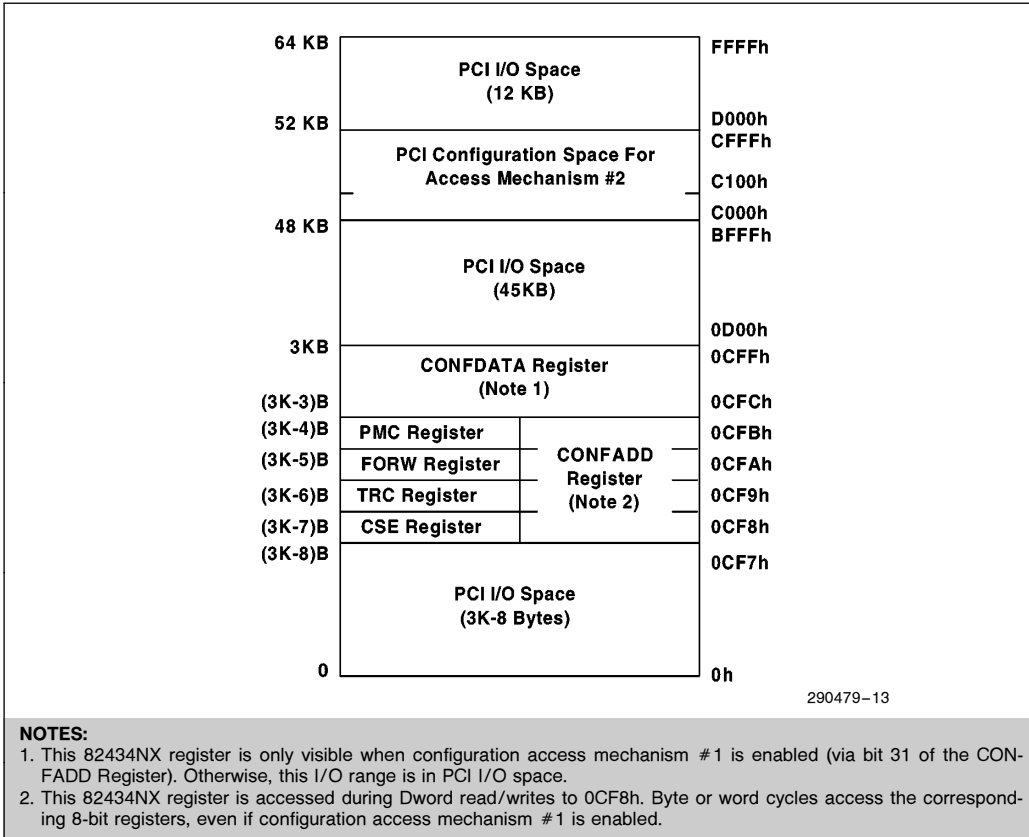 64 KB
FFFFh
PCI I/O Space
(12 KB)
D000h
52 KB
CFFFh
PCI Configuration Space For
Access Mechanism #2
C100h
C000h
48 KB
BFFFh
PCI I/O Space
(45KB)
0D00h
3KB
0CFFh
CONFDATA Register
(Note 1)
(3K-3)B
0CFCh
(3K-4)B
PMC Register
0CFBh
(3K-5)B
FORW Register
CONFADD
Register
(Note 2)
0CFAh
(3K-6)B
TRC Register
0CF9h
(3K-7)B
CSE Register
0CF8h
(3K-8)B
0CF7h
PCI I/O Space
(3K-8 Bytes)
0
0h
290479–13
NOTES:
1. This 82434NX register is only visible when configuration access mechanism #1 is enabled (via bit 31 of the CON-
FADD Register). Otherwise, this I/O range is in PCI I/O space.
2. This 82434NX register is accessed during Dword read/writes to 0CF8h. Byte or word cycles access the correspond-
ing 8-bit registers, even if configuration access mechanism #1 is enabled.